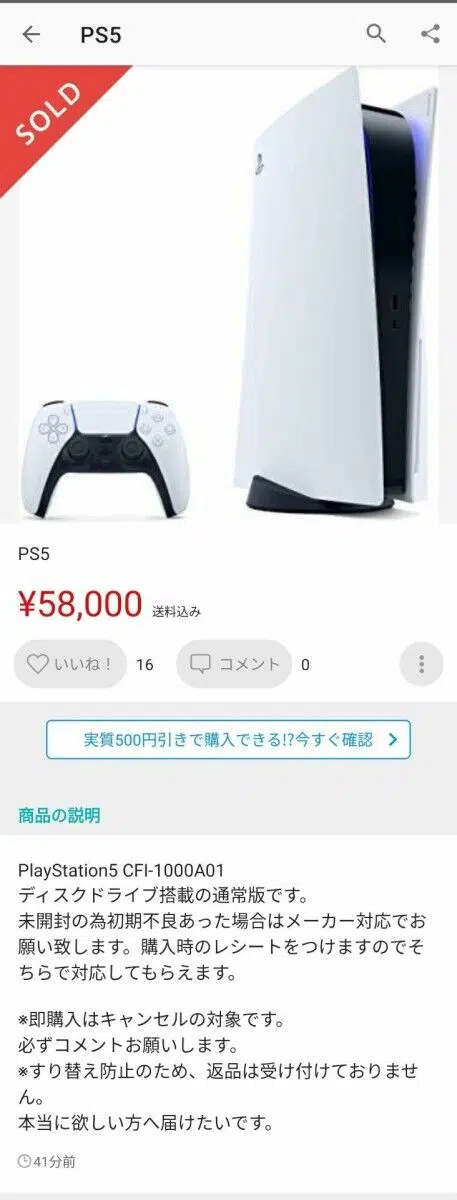 PS5
SOLD
PS5
¥58,000 送料込み
いいね！ 16 コメント 0
実質500円引きで購入できる!?今すぐ確認
商品の説明
PlayStation5 CFI-1000A01
ディスクドライブ搭載の通常版です。
未開封の為初期不良あった場合はメーカー対応でお
願い致します。購入時のレシートをつけますのでそ
ちらで対応してもらえます。
※即購入はキャンセルの対象です。
必ずコメントお願いします。
※すり替え防止のため、返品は受け付けておりませ
ん。
本当に欲しい方へ届けたいです。
41分前